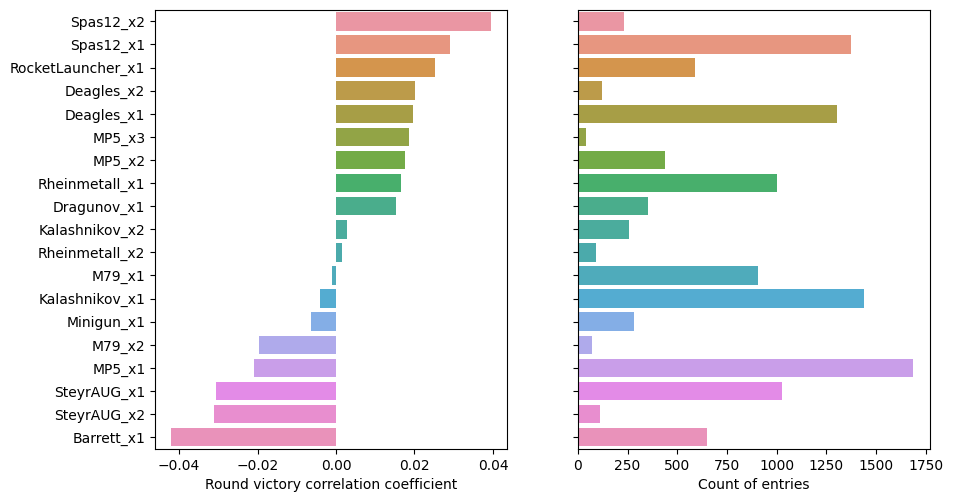 Spas12_x2
Spas12_x1
RocketLauncher_x1
Deagles_x2
Deagles_x1
MP5_x3
MP5_x2
Rheinmetall_x1
Dragunov_x1
Kalashnikov_x2
Rheinmetall_x2
M79_x1
Kalashnikov_x1
Minigun_x1
M79_x2
MP5_x1
SteyrAUG_x1
SteyrAUG_x2
Barrett_x1
−0.04 −0.02 0.00 0.02 0.04
Round victory correlation coefficient
0 250 500 750 1000 1250 1500 1750
Count of entries